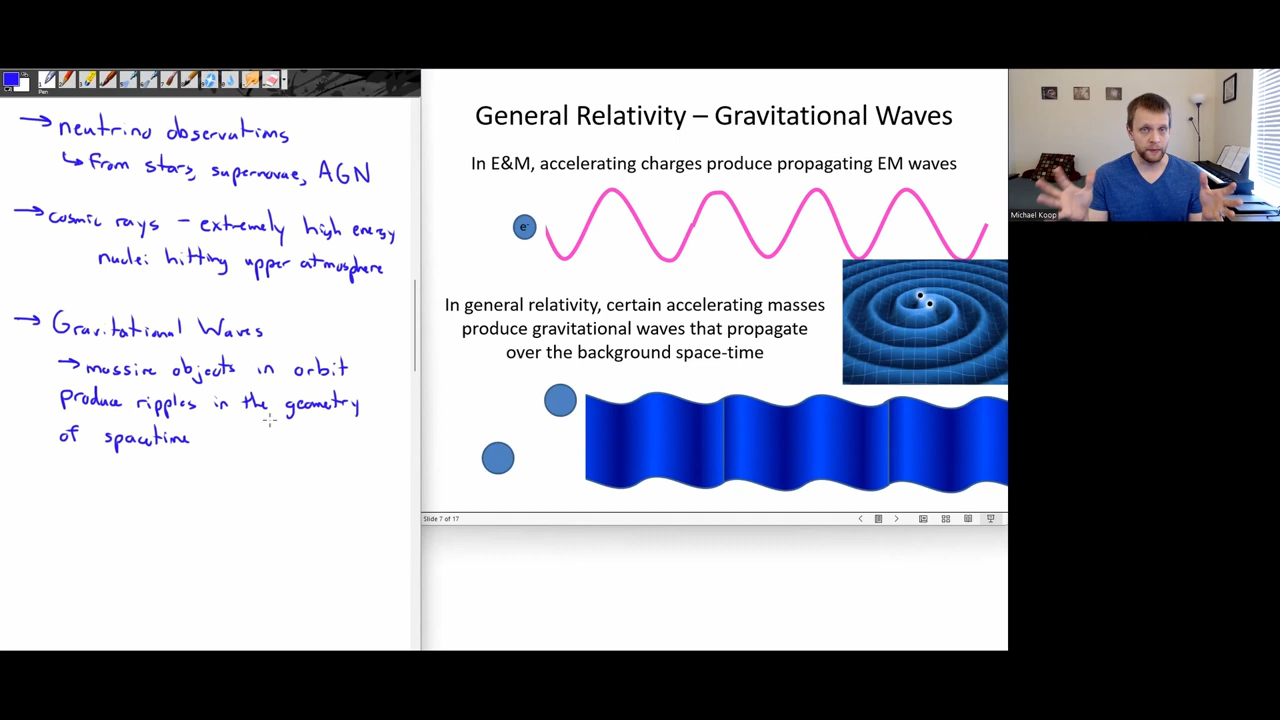 Pen
→ neutrino observations
↳ From stars, supernovae, AGN
→ cosmic rays – extremely high energy
nuclei hitting upper atmosphere
→ Gravitational Waves
→ massive objects in orbit
produce ripples in the geometry
of spacetime
General Relativity – Gravitational Waves
In E&M, accelerating charges produce propagating EM waves
e⁻
In general relativity, certain accelerating masses
produce gravitational waves that propagate
over the background space-time
Slide 7 of 17
Michael Koop